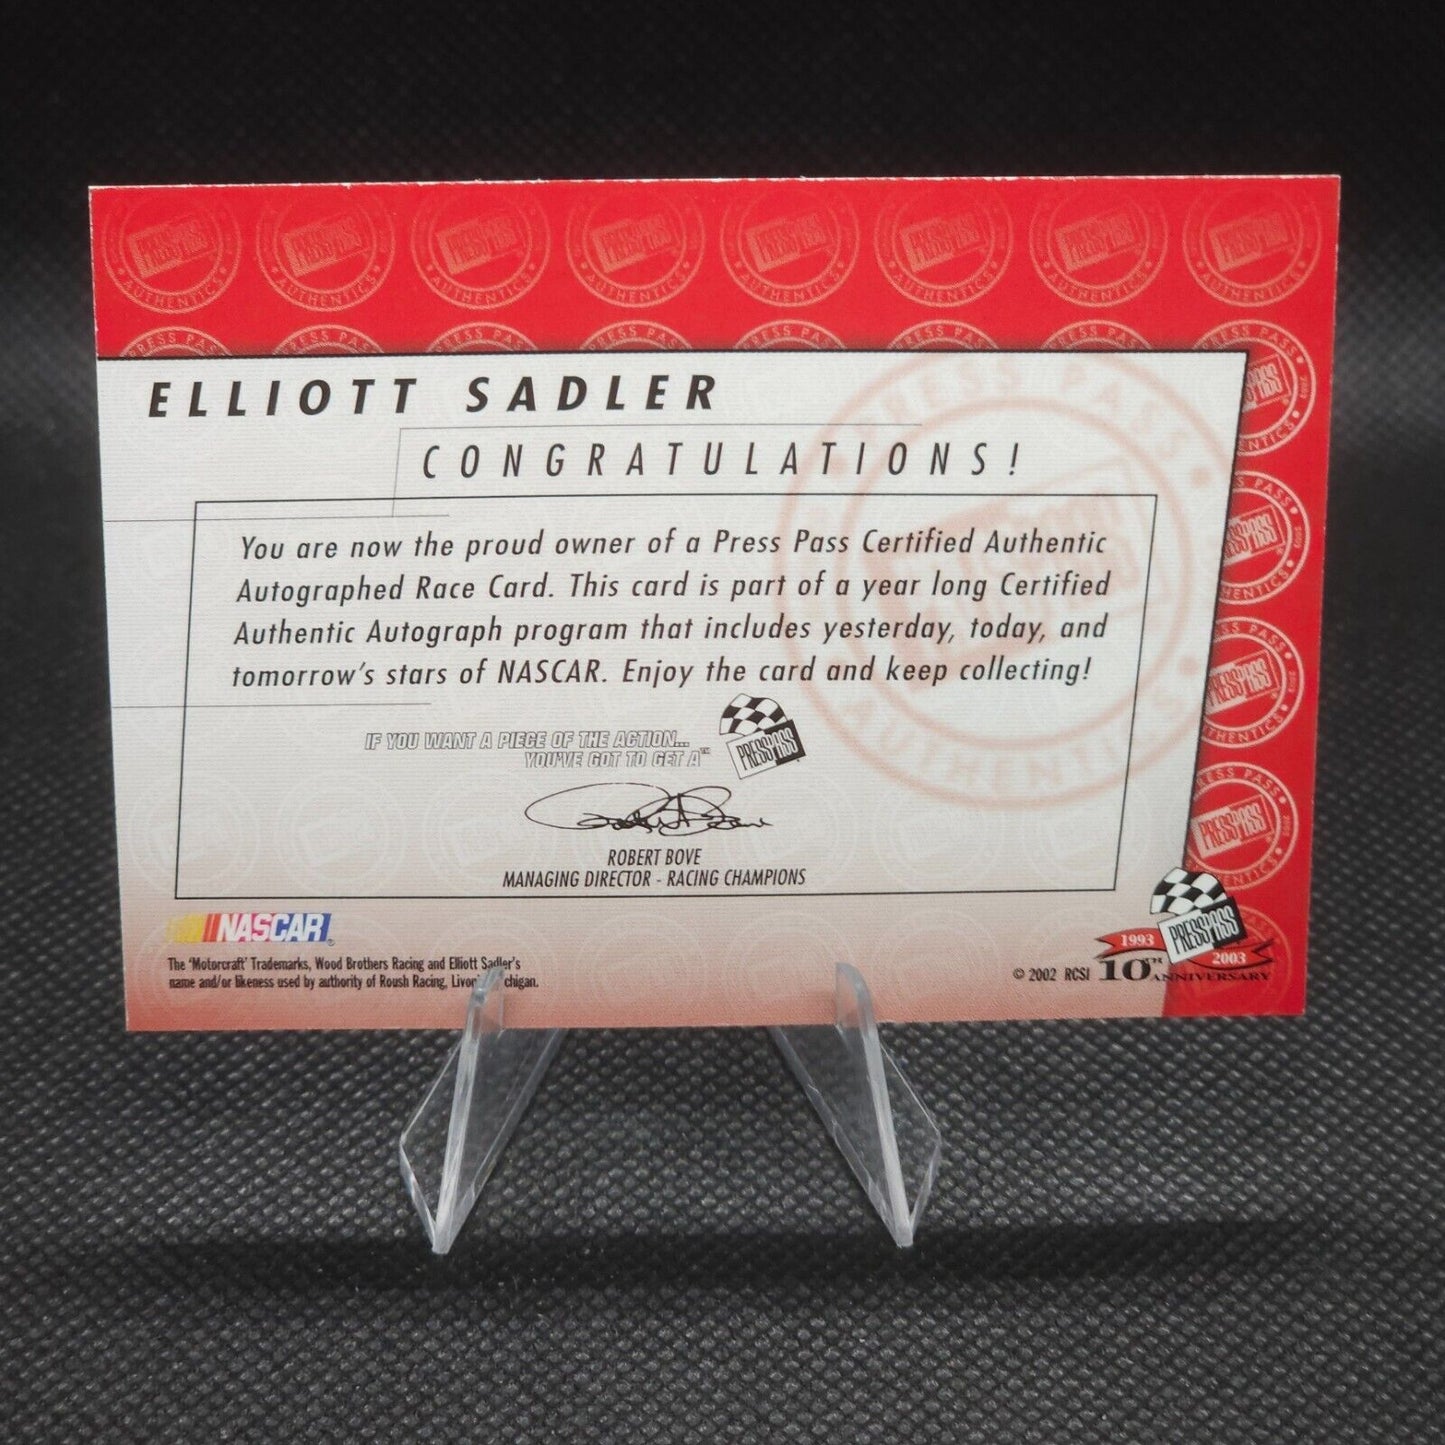 ELLIOTT SADLER
CONGRATULATIONS!
You are now the proud owner of a Press Pass Certified Authentic
Autographed Race Card. This card is part of a year long Certified
Authentic Autograph program that includes yesterday, today, and
tomorrow's stars of NASCAR. Enjoy the card and keep collecting!
IF YOU WANT A PIECE OF THE ACTION...
YOU'VE GOT TO GET A™
PRESS PASS
ROBERT BOVE
MANAGING DIRECTOR - RACING CHAMPIONS
NASCAR®
The 'Motorcraft' Trademarks, Wood Brothers Racing and Elliott Sadler's
name and/or likeness used by authority of Roush Racing,
© 2002 RCSI
1993
PRESS PASS
2003
10TH
ANNIVERSARY
PRESS PASS
AUTHENTICS